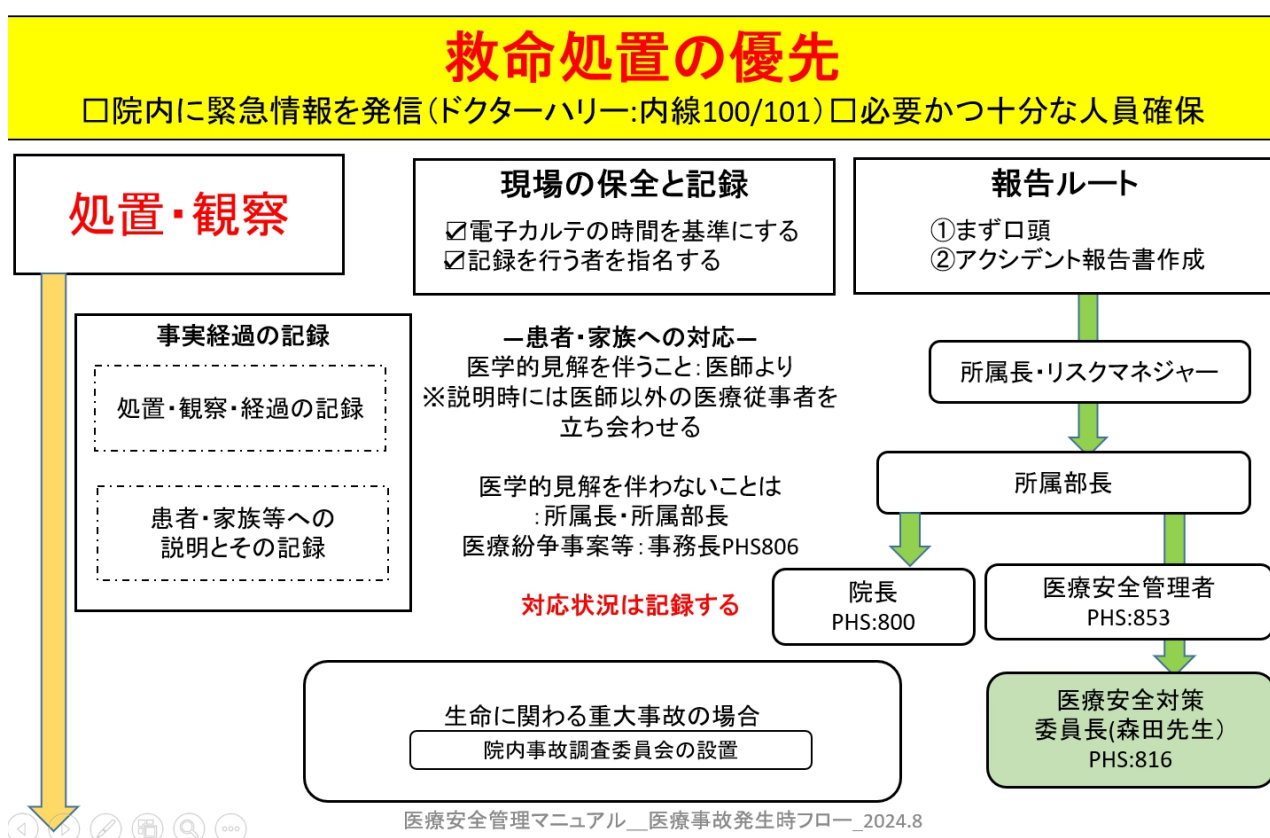 救命処置の優先
□院内に緊急情報を発信(ドクターハリー:内線100/101)□必要かつ十分な人員確保
処置・観察
現場の保全と記録
☑電子カルテの時間を基準にする
☑記録を行う者を指名する
報告ルート
①まず口頭
②アクシデント報告書作成
事実経過の記録
処置・観察・経過の記録
患者・家族等への
説明とその記録
―患者・家族への対応―
医学的見解を伴うこと:医師より
※説明時には医師以外の医療従事者を
立ち会わせる
医学的見解を伴わないことは
:所属長・所属部長
医療紛争事案等:事務長PHS806
対応状況は記録する
所属長・リスクマネジャー
所属部長
院長
PHS:800
医療安全管理者
PHS:853
医療安全対策
委員長(森田先生)
PHS:816
生命に関わる重大事故の場合
院内事故調査委員会の設置
医療安全管理マニュアル__医療事故発生時フロー_2024.8